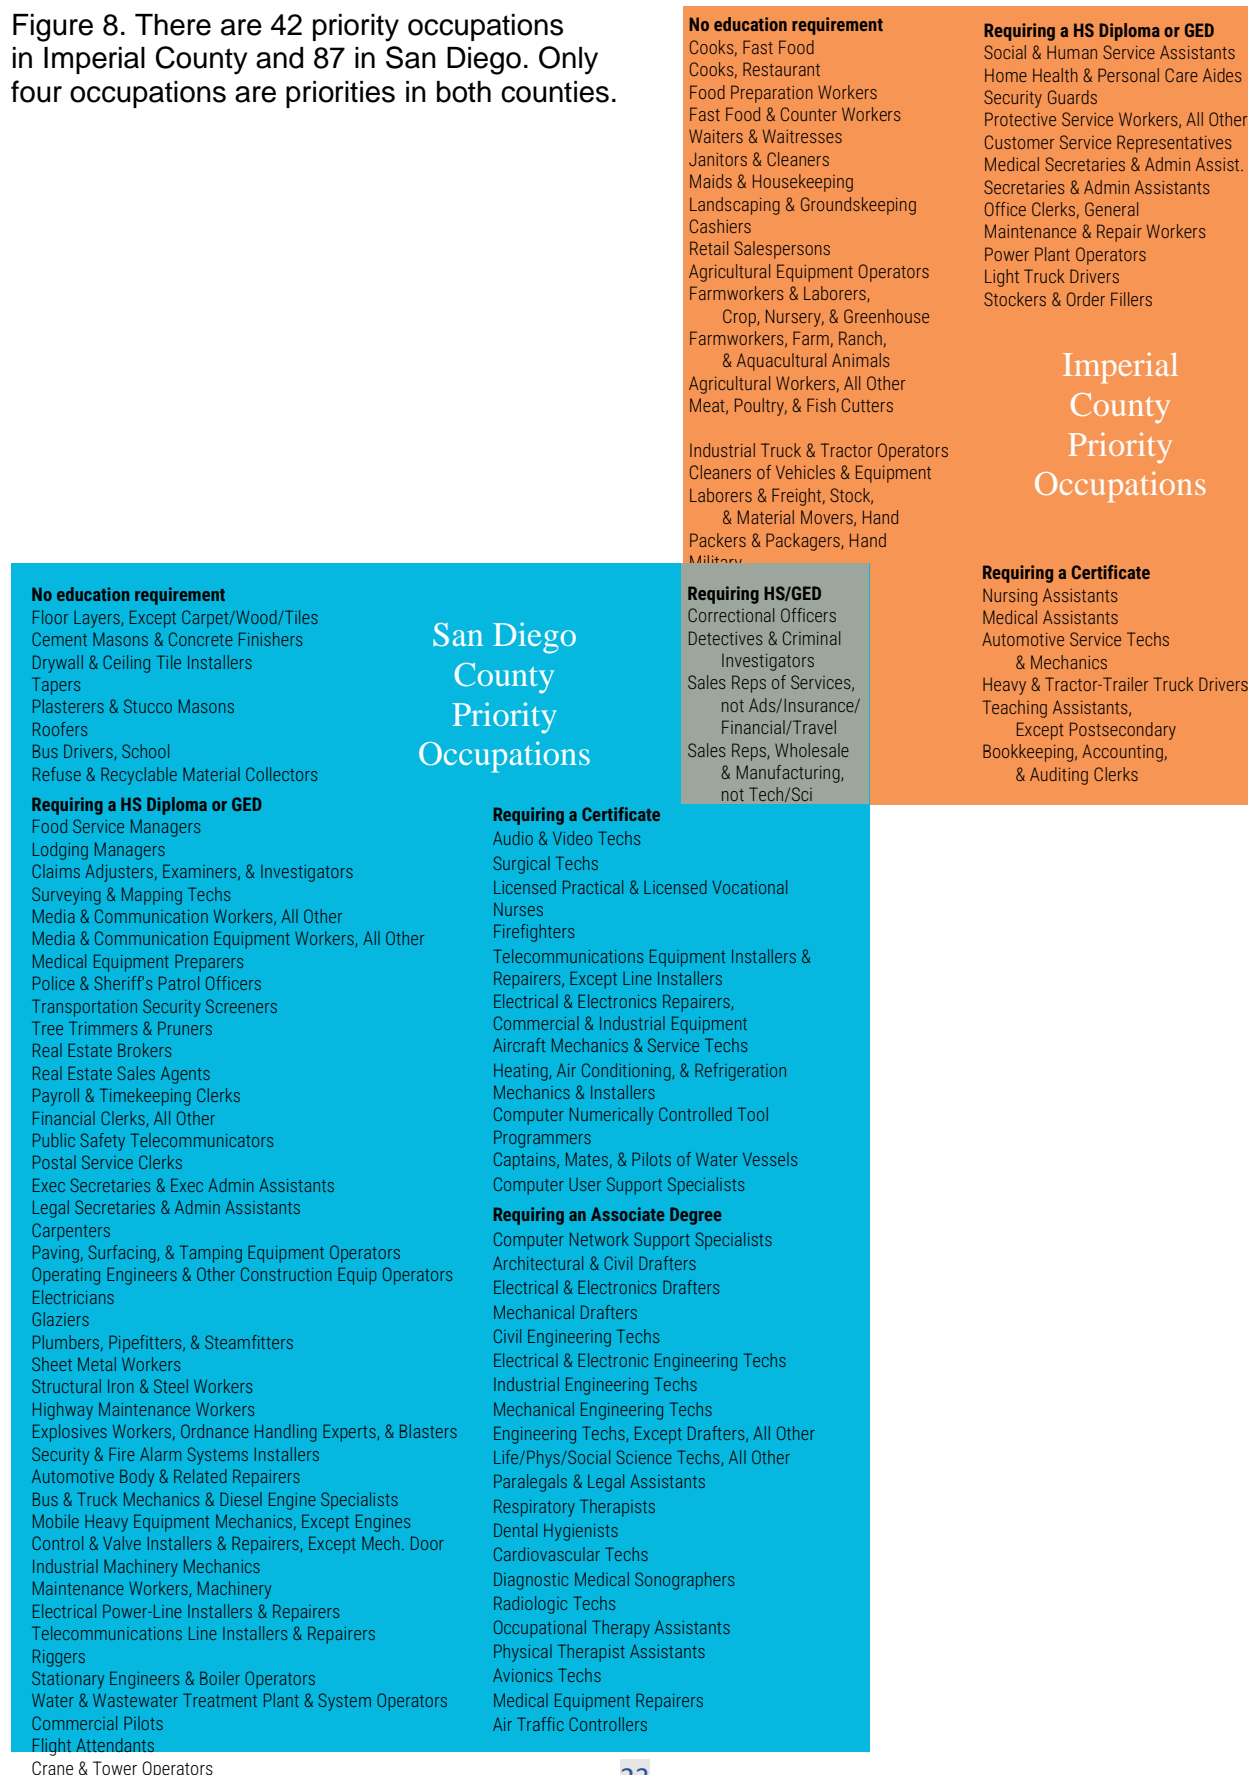 Figure 8. There are 42 priority occupations
in Imperial County and 87 in San Diego. Only
four occupations are priorities in both counties.
No education requirement
Cooks, Fast Food
Cooks, Restaurant
Food Preparation Workers
Fast Food & Counter Workers
Waiters & Waitresses
Janitors & Cleaners
Maids & Housekeeping
Landscaping & Groundskeeping
Cashiers
Retail Salespersons
Agricultural Equipment Operators
Farmworkers & Laborers,
Crop, Nursery, & Greenhouse
Farmworkers, Farm, Ranch,
& Aquacultural Animals
Agricultural Workers, All Other
Meat, Poultry, & Fish Cutters
Industrial Truck & Tractor Operators
Cleaners of Vehicles & Equipment
Laborers & Freight, Stock,
& Material Movers, Hand
Packers & Packagers, Hand
Military
Requiring a HS Diploma or GED
Social & Human Service Assistants
Home Health & Personal Care Aides
Security Guards
Protective Service Workers, All Other
Customer Service Representatives
Medical Secretaries & Admin Assist.
Secretaries & Admin Assistants
Office Clerks, General
Maintenance & Repair Workers
Power Plant Operators
Light Truck Drivers
Stockers & Order Fillers
Imperial
County
Priority
Occupations
Requiring a Certificate
Nursing Assistants
Medical Assistants
Automotive Service Techs
& Mechanics
Heavy & Tractor-Trailer Truck Drivers
Teaching Assistants,
Except Postsecondary
Bookkeeping, Accounting,
& Auditing Clerks
Requiring HS/GED
Correctional Officers
Detectives & Criminal
Investigators
Sales Reps of Services,
not Ads/Insurance/
Financial/Travel
Sales Reps, Wholesale
& Manufacturing,
not Tech/Sci
San Diego
County
Priority
Occupations
No education requirement
Floor Layers, Except Carpet/Wood/Tiles
Cement Masons & Concrete Finishers
Drywall & Ceiling Tile Installers
Tapers
Plasterers & Stucco Masons
Roofers
Bus Drivers, School
Refuse & Recyclable Material Collectors
Requiring a HS Diploma or GED
Food Service Managers
Lodging Managers
Claims Adjusters, Examiners, & Investigators
Surveying & Mapping Techs
Media & Communication Workers, All Other
Media & Communication Equipment Workers, All Other
Medical Equipment Preparers
Police & Sheriff's Patrol Officers
Transportation Security Screeners
Tree Trimmers & Pruners
Real Estate Brokers
Real Estate Sales Agents
Payroll & Timekeeping Clerks
Financial Clerks, All Other
Public Safety Telecommunicators
Postal Service Clerks
Exec Secretaries & Exec Admin Assistants
Legal Secretaries & Admin Assistants
Carpenters
Paving, Surfacing, & Tamping Equipment Operators
Operating Engineers & Other Construction Equip Operators
Electricians
Glaziers
Plumbers, Pipefitters, & Steamfitters
Sheet Metal Workers
Structural Iron & Steel Workers
Highway Maintenance Workers
Explosives Workers, Ordnance Handling Experts, & Blasters
Security & Fire Alarm Systems Installers
Automotive Body & Related Repairers
Bus & Truck Mechanics & Diesel Engine Specialists
Mobile Heavy Equipment Mechanics, Except Engines
Control & Valve Installers & Repairers, Except Mech. Door
Industrial Machinery Mechanics
Maintenance Workers, Machinery
Electrical Power-Line Installers & Repairers
Telecommunications Line Installers & Repairers
Riggers
Stationary Engineers & Boiler Operators
Water & Wastewater Treatment Plant & System Operators
Commercial Pilots
Flight Attendants
Crane & Tower Operators
Requiring a Certificate
Audio & Video Techs
Surgical Techs
Licensed Practical & Licensed Vocational
Nurses
Firefighters
Telecommunications Equipment Installers &
Repairers, Except Line Installers
Electrical & Electronics Repairers,
Commercial & Industrial Equipment
Aircraft Mechanics & Service Techs
Heating, Air Conditioning, & Refrigeration
Mechanics & Installers
Computer Numerically Controlled Tool
Programmers
Captains, Mates, & Pilots of Water Vessels
Computer User Support Specialists
Requiring an Associate Degree
Computer Network Support Specialists
Architectural & Civil Drafters
Electrical & Electronics Drafters
Mechanical Drafters
Civil Engineering Techs
Electrical & Electronic Engineering Techs
Industrial Engineering Techs
Mechanical Engineering Techs
Engineering Techs, Except Drafters, All Other
Life/Phys/Social Science Techs, All Other
Paralegals & Legal Assistants
Respiratory Therapists
Dental Hygienists
Cardiovascular Techs
Diagnostic Medical Sonographers
Radiologic Techs
Occupational Therapy Assistants
Physical Therapist Assistants
Avionics Techs
Medical Equipment Repairers
Air Traffic Controllers